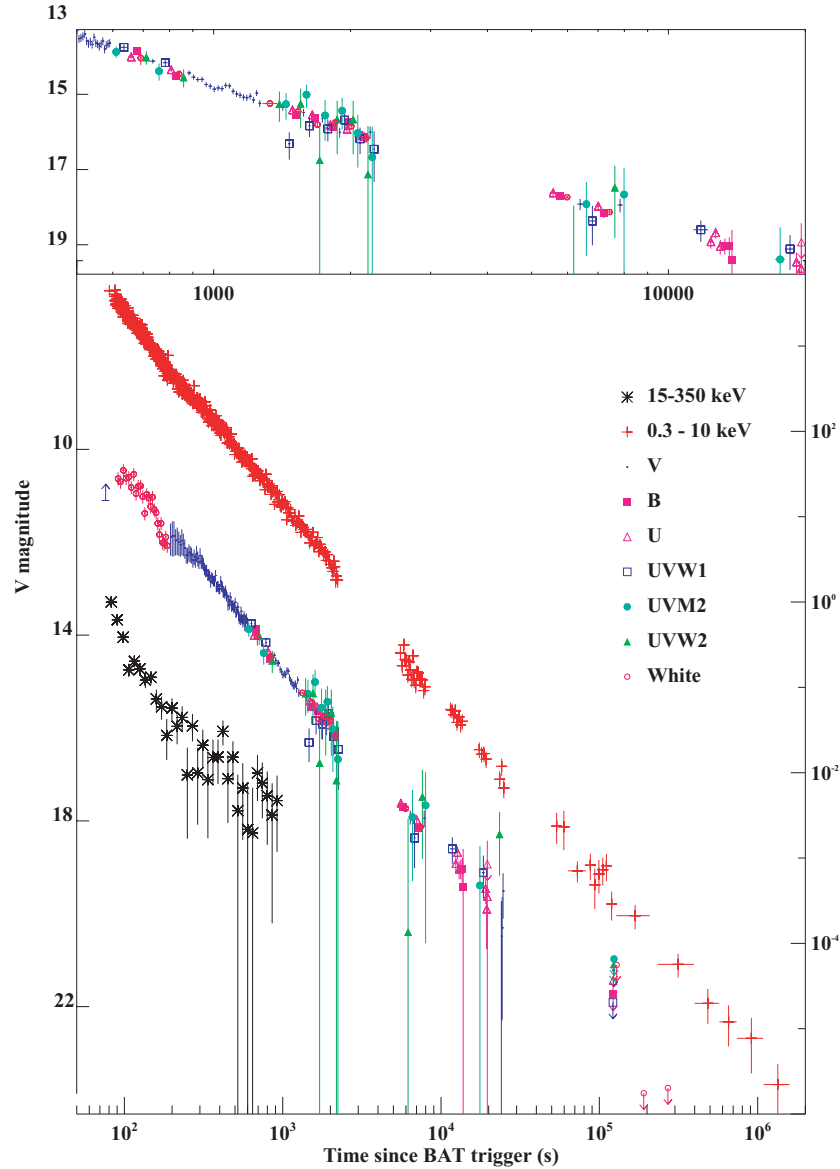 13
15
17
19
1000
10000
10
14
18
22
V magnitude
15-350 keV
0.3 - 10 keV
V
B
U
UVW1
UVM2
UVW2
White
10²
10⁰
10⁻²
10⁻⁴
10² 10³ 10⁴ 10⁵ 10⁶
Time since BAT trigger (s)